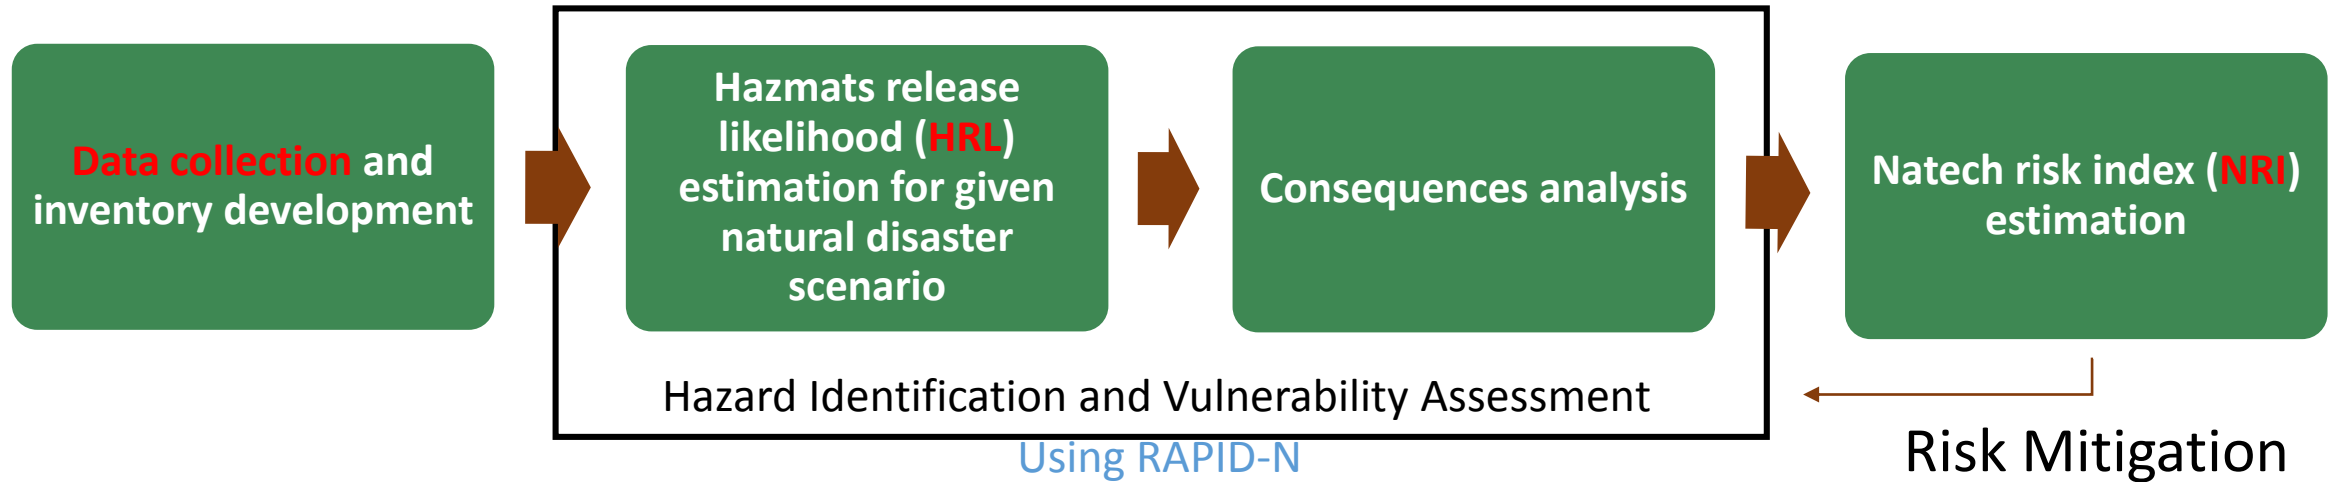 Data collection and
inventory development
Hazmats release
likelihood (HRL)
estimation for given
natural disaster
scenario
Consequences analysis
Natech risk index (NRI)
estimation
Hazard Identification and Vulnerability Assessment
Using RAPID-N
Risk Mitigation